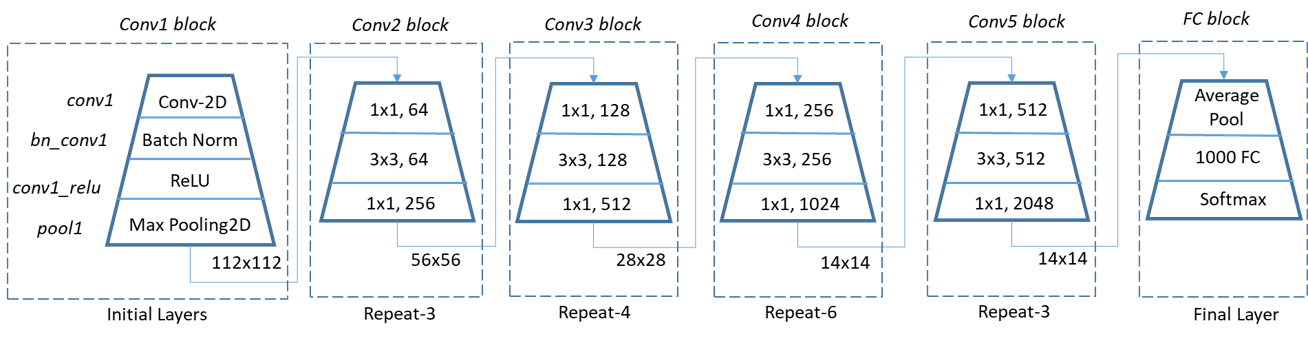 Conv1 block
conv1
Conv-2D
bn_conv1
Batch Norm
conv1_relu
ReLU
pool1
Max Pooling2D
112x112
Initial Layers
Conv2 block
1x1, 64
3x3, 64
1x1, 256
56x56
Repeat-3
Conv3 block
1x1, 128
3x3, 128
1x1, 512
28x28
Repeat-4
Conv4 block
1x1, 256
3x3, 256
1x1, 1024
14x14
Repeat-6
Conv5 block
1x1, 512
3x3, 512
1x1, 2048
14x14
Repeat-3
FC block
Average
Pool
1000 FC
Softmax
Final Layer